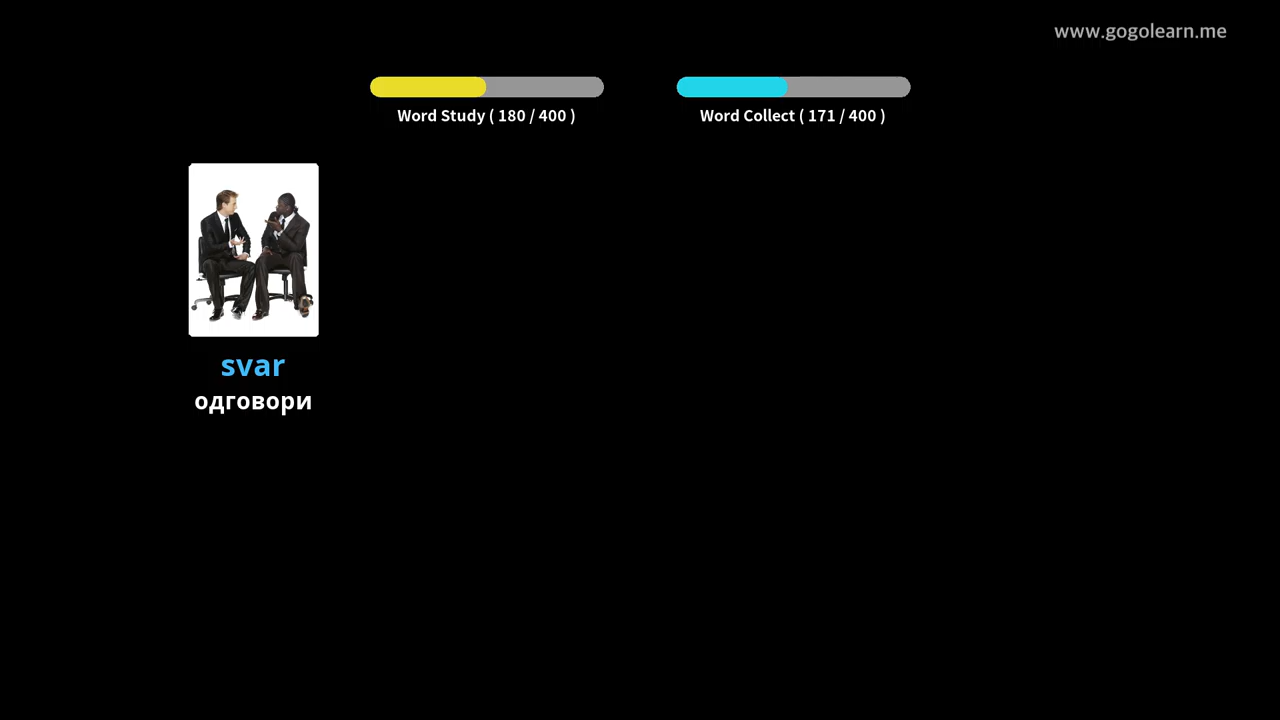 www.gogolearn.me
Word Study ( 180 / 400 )
Word Collect ( 171 / 400 )
svar
одговори